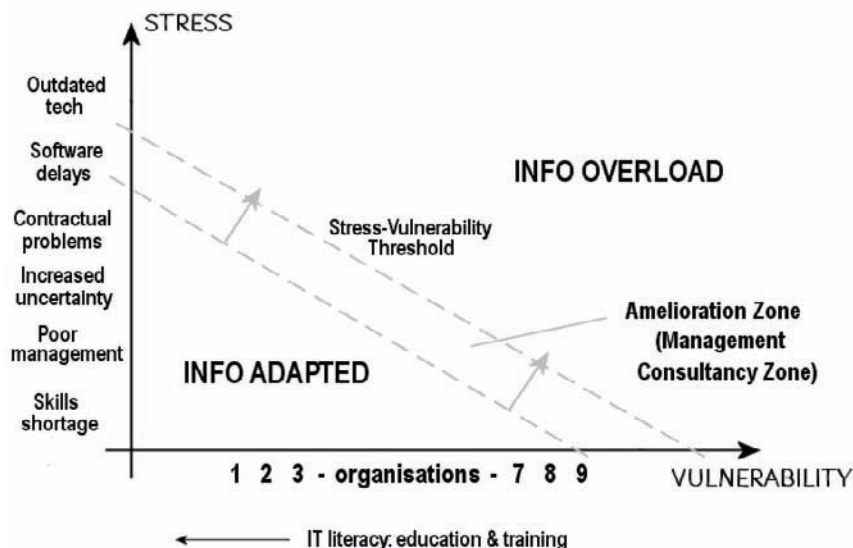 STRESS
Outdated
tech
Software
delays
Contractual
problems
Increased
uncertainty
Poor
management
Skills
shortage
INFO OVERLOAD
Stress-Vulnerability
Threshold
Amelioration Zone
(Management
Consultancy Zone)
INFO ADAPTED
1 2 3 - organisations - 7 8 9
VULNERABILITY
IT literacy; education & training